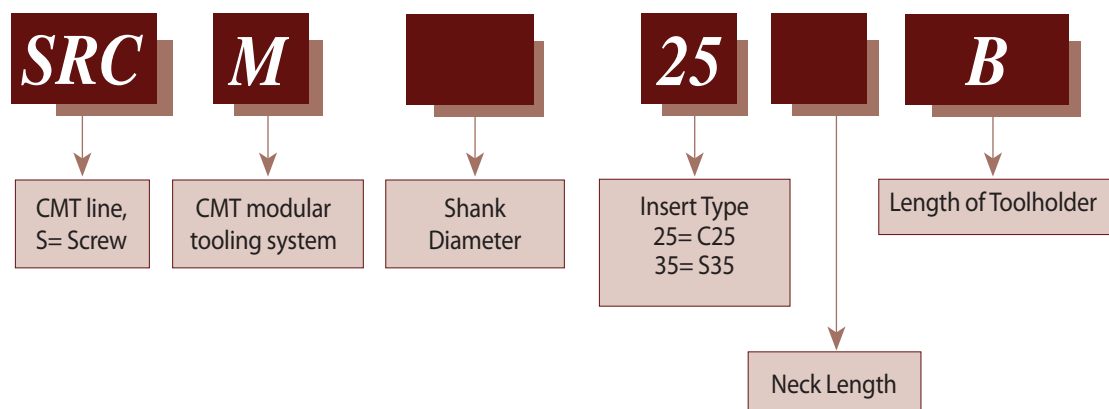 SRC M 25 B
CMT line,
S= Screw
CMT modular
tooling system
Shank
Diameter
Insert Type
25= C25
35= S35
Length of Toolholder
Neck Length